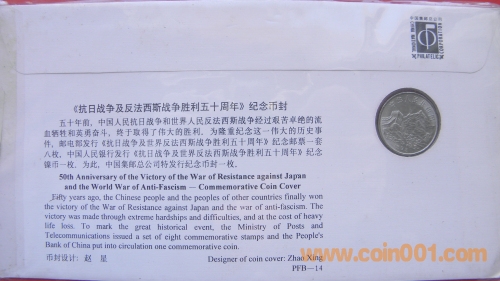 《抗日战争及反法西斯战争胜利五十周年》纪念币封
五十年前，中国人民抗日战争和世界人民反法西斯战争经过艰苦卓绝的流
血牺牲和英勇奋斗，终于取得了伟大的胜利。为隆重纪念这一伟大的历史事
件，邮电部发行《抗日战争及世界反法西斯战争胜利五十周年》纪念邮票一套
八枚，中国人民银行发行《抗日战争及世界反法西斯战争胜利五十周年》纪念
镍币一枚。为此，中国集邮总公司特发行纪念币封一枚。
50th Anniversary of the Victory of the War of Resistance against Japan
and the World War of Anti-Fascism — Commemorative Coin Cover
Fifty years ago, the Chinese people and the peoples of other countries finally won
the victory of the War of Resistance against Japan and the war of anti-fascism. The
victory was made through extreme hardships and difficulties, and at the cost of heavy
life loss. To mark the great historical event, the Ministry of Posts and
Telecommunications issued a set of eight commemorative stamps and the People's
Bank of China put into circulation one commemorative coin.
币封设计：赵 星 Designer of coin cover: Zhao Xing
PFB—14
CHINA NATIONAL
PHILATELIC
CORPORATION
www.coin001.com